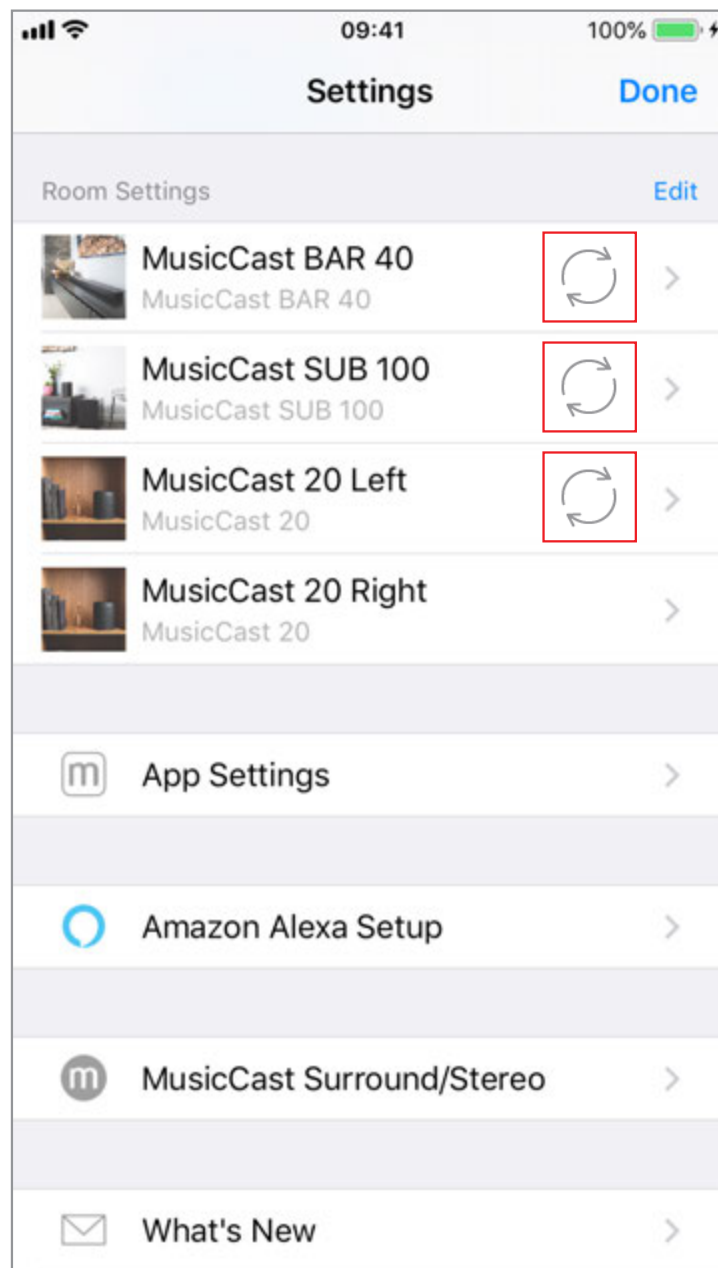 09:41
100%
Settings
Done
Room Settings
Edit
MusicCast BAR 40
MusicCast BAR 40
MusicCast SUB 100
MusicCast SUB 100
MusicCast 20 Left
MusicCast 20
MusicCast 20 Right
MusicCast 20
m App Settings
Amazon Alexa Setup
m MusicCast Surround/Stereo
What's New